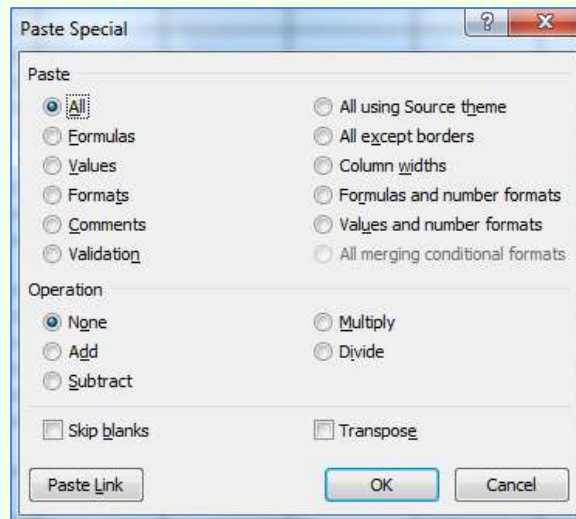 Paste Special
Paste
All
Formulas
Values
Formats
Comments
Validation
All using Source theme
All except borders
Column widths
Formulas and number formats
Values and number formats
All merging conditional formats
Operation
None
Add
Subtract
Multiply
Divide
Skip blanks
Transpose
Paste Link
OK
Cancel